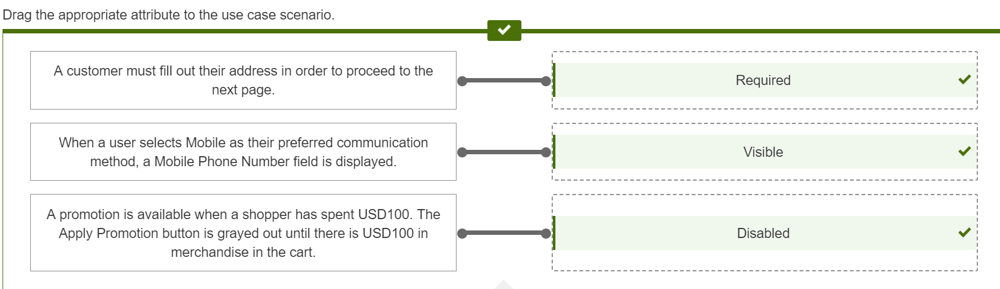 Drag the appropriate attribute to the use case scenario.
A customer must fill out their address in order to proceed to the
next page.
Required
When a user selects Mobile as their preferred communication
method, a Mobile Phone Number field is displayed.
Visible
A promotion is available when a shopper has spent USD100. The
Apply Promotion button is grayed out until there is USD100 in
merchandise in the cart.
Disabled